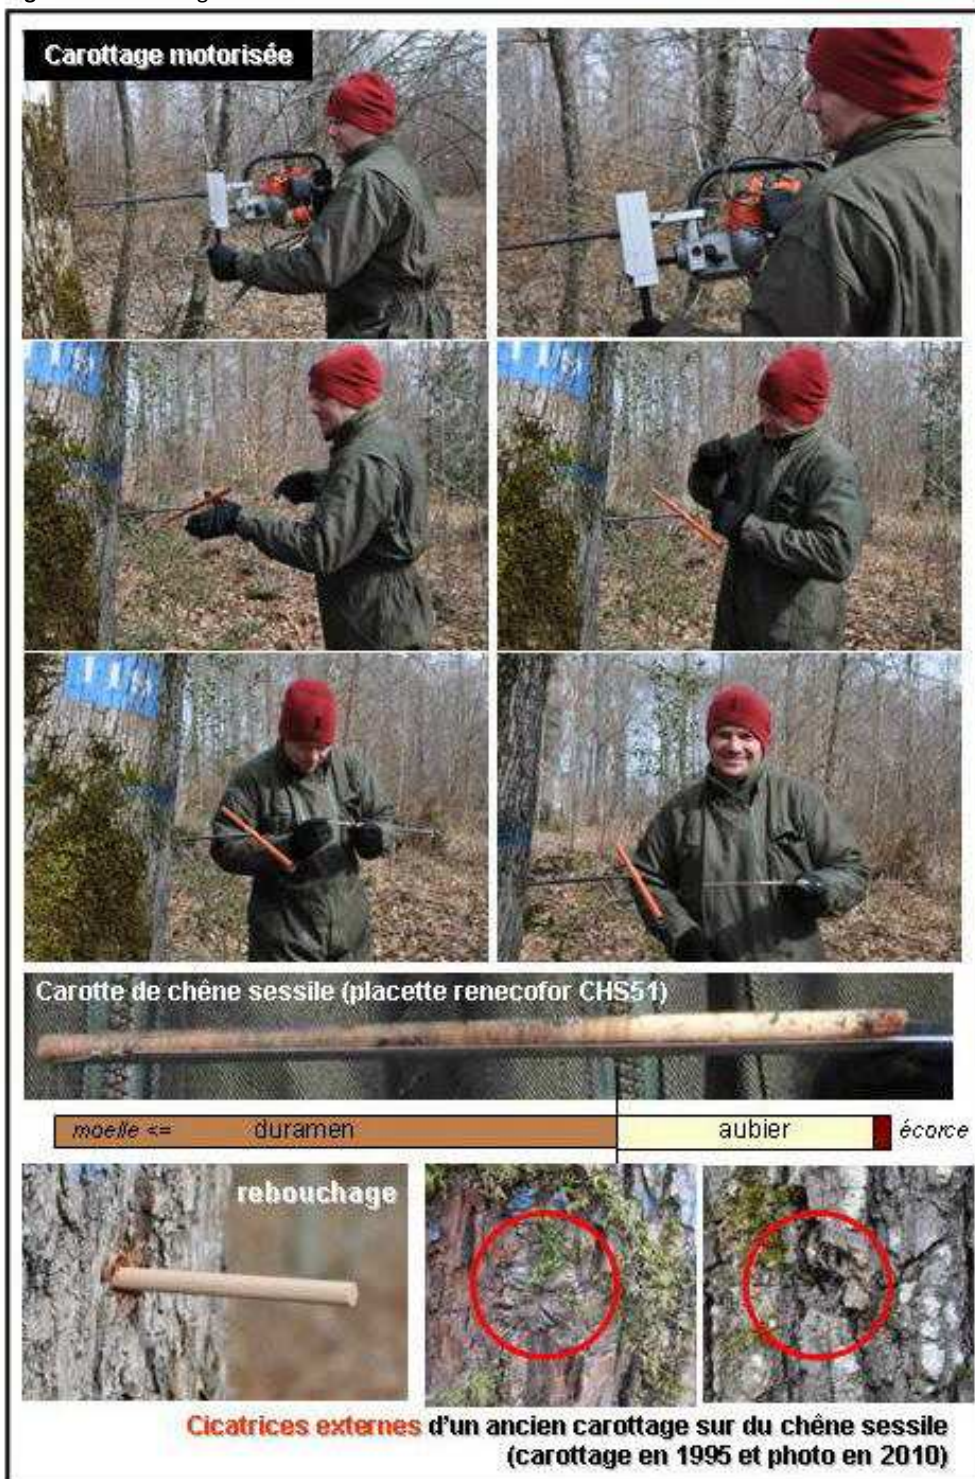 Carottage motorisée
Carotte de chêne sessile (placette renecofor CHS51)
moelle <= duramen aubier écorce
rebouchage
Cicatrices externes d'un ancien carottage sur du chêne sessile
(carottage en 1995 et photo en 2010)